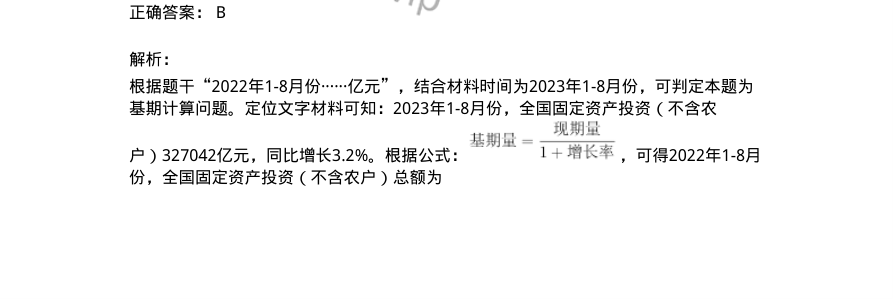 正确答案： B
解析：
根据题干“2022年1-8月份……亿元”，结合材料时间为2023年1-8月份，可判定本题为
基期计算问题。定位文字材料可知：2023年1-8月份，全国固定资产投资（不含农
户）327042亿元，同比增长3.2%。根据公式：基期量 = 现期量 / 1 + 增长率，可得2022年1-8月
份，全国固定资产投资（不含农户）总额为